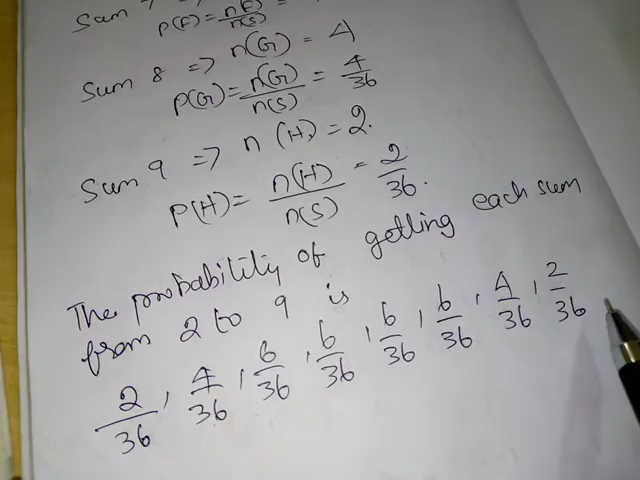 Sum
P(F)= n(F)/n(S)
Sum 8 => n(G) = 4
P(G)= n(G)/n(S) = 4/36
Sum 9 => n (H) = 2.
P(H)= n(H)/n(S) = 2/36.
The probability of getting each sum
from 2 to 9 is
2/36, 4/36, 6/36, 6/36, 6/36, 6/36, 4/36, 2/36